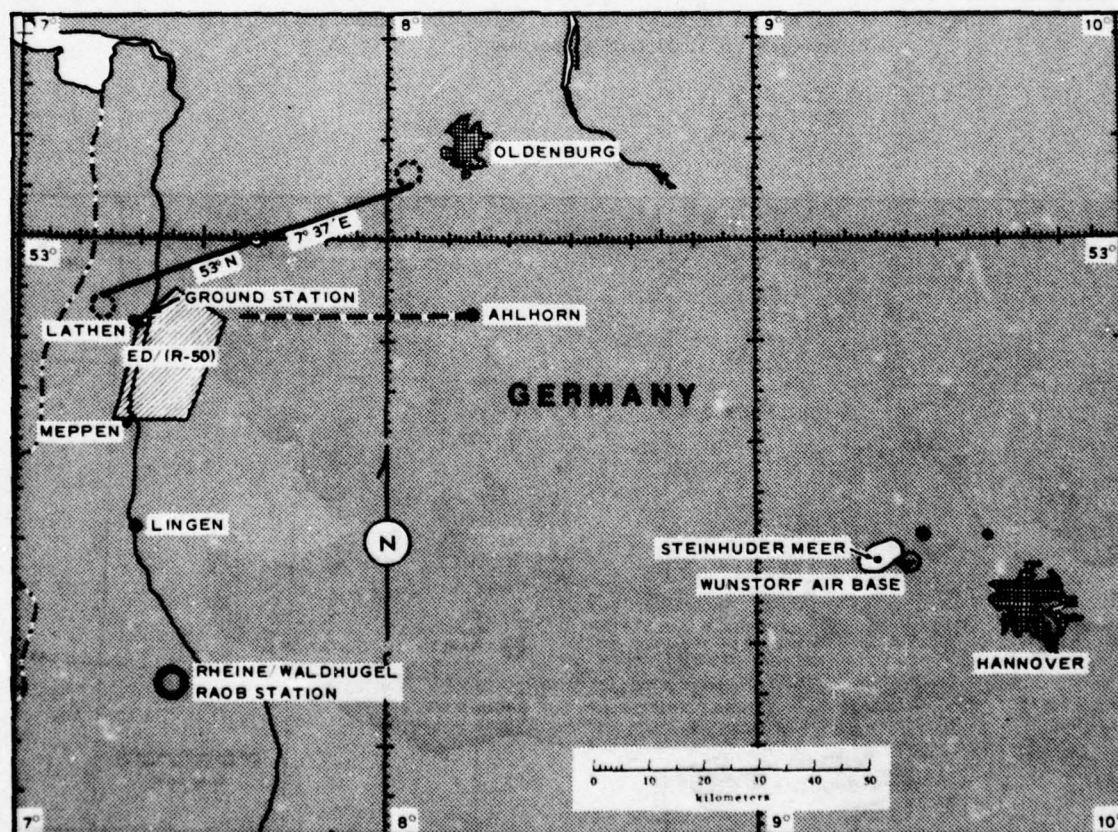 7° 8° 9° 10°
OLDENBURG
7° 37' E
53° 53°
53° N
GROUND STATION
LATHEN
AHLHORN
ED/(R-50)
GERMANY
MEPPEN
LINGEN
N
STEINHUDER MEER
WUNSTORF AIR BASE
RHEINE/WALDHUGEL
RAOB STATION
HANNOVER
0 10 20 30 40 50
kilometers
7° 8° 9° 10